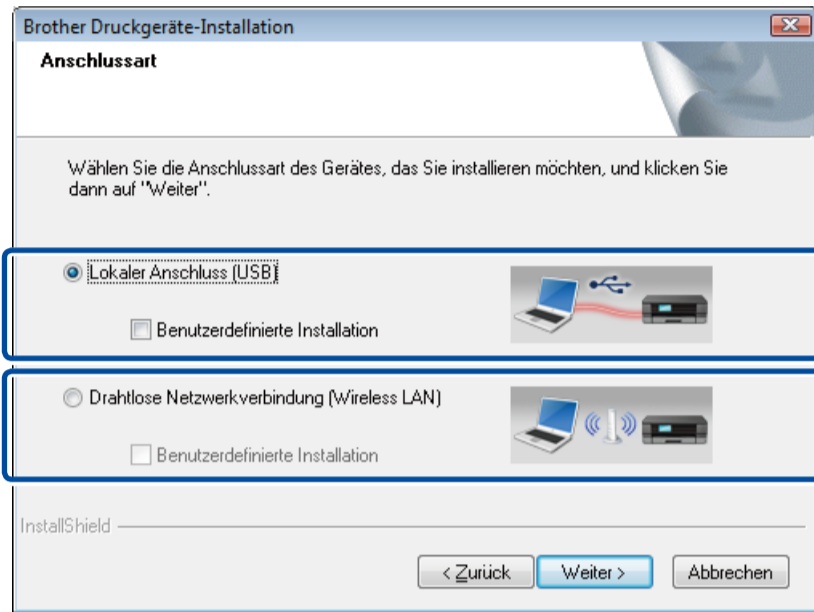 Brother Druckgeräte-Installation
Anschlussart
Wählen Sie die Anschlussart des Gerätes, das Sie installieren möchten, und klicken Sie
dann auf "Weiter".
Lokaler Anschluss (USB)
Benutzerdefinierte Installation
Drahtlose Netzwerkverbindung (Wireless LAN)
Benutzerdefinierte Installation
InstallShield
< Zurück Weiter > Abbrechen